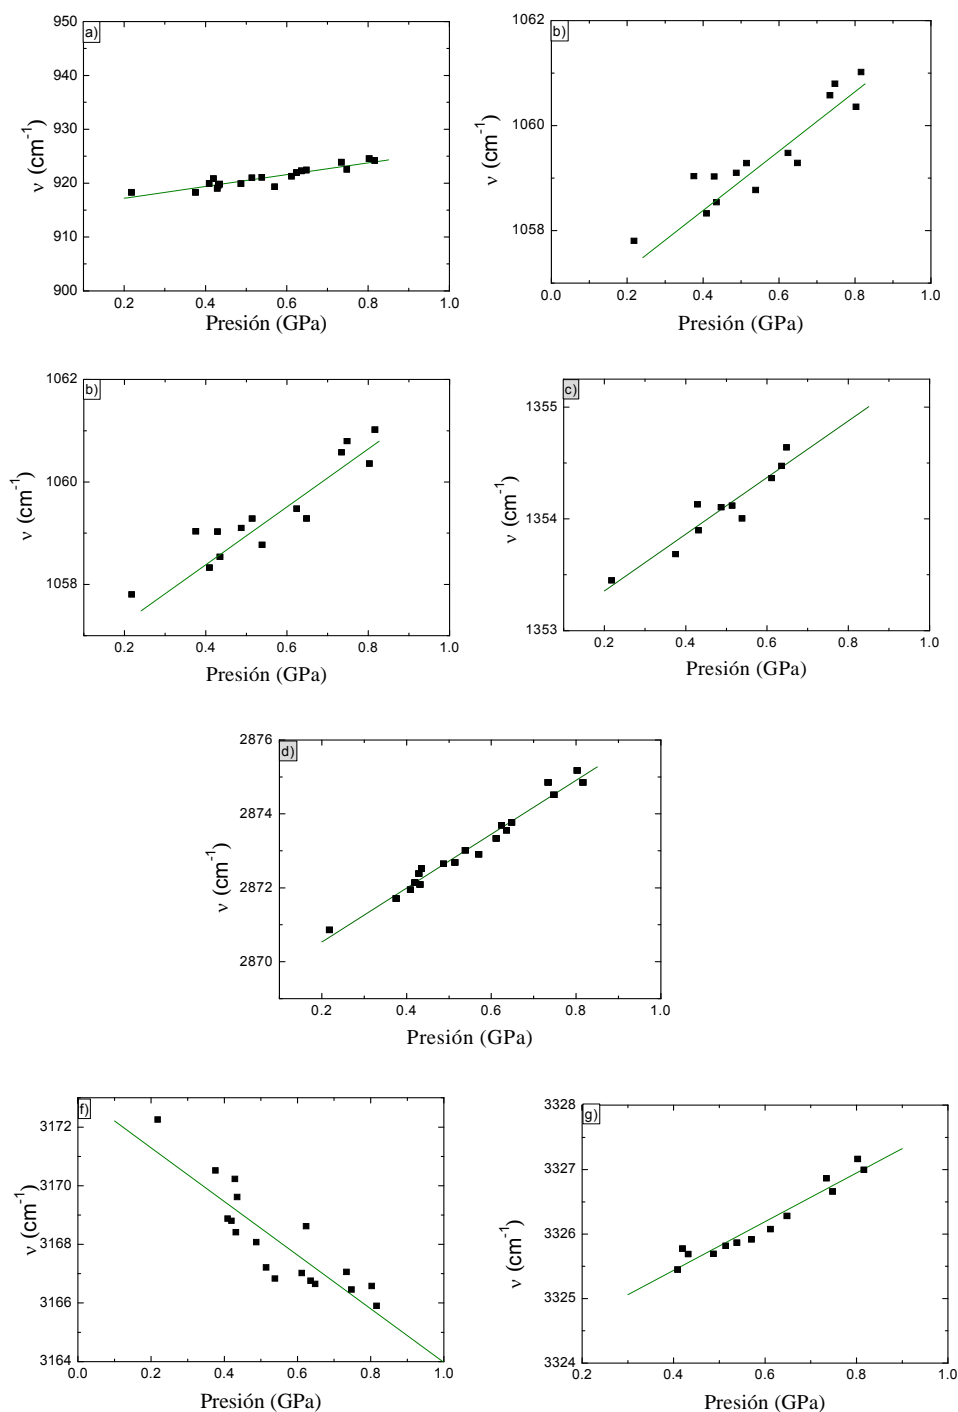 a)
950
940
930
920
910
900
ν (cm-1)
0.2 0.4 0.6 0.8 1.0
Presión (GPa)
b)
1062
1060
1058
ν (cm-1)
0.0 0.2 0.4 0.6 0.8 1.0
Presión (GPa)
b)
1062
1060
1058
ν (cm-1)
0.2 0.4 0.6 0.8 1.0
Presión (GPa)
c)
1355
1354
1353
ν (cm-1)
0.2 0.4 0.6 0.8 1.0
Presión (GPa)
d)
2876
2874
2872
2870
ν (cm-1)
0.2 0.4 0.6 0.8 1.0
Presión (GPa)
f)
3172
3170
3168
3166
3164
ν (cm-1)
0.0 0.2 0.4 0.6 0.8 1.0
Presión (GPa)
g)
3328
3327
3326
3325
3324
ν (cm-1)
0.2 0.4 0.6 0.8 1.0
Presión (GPa)